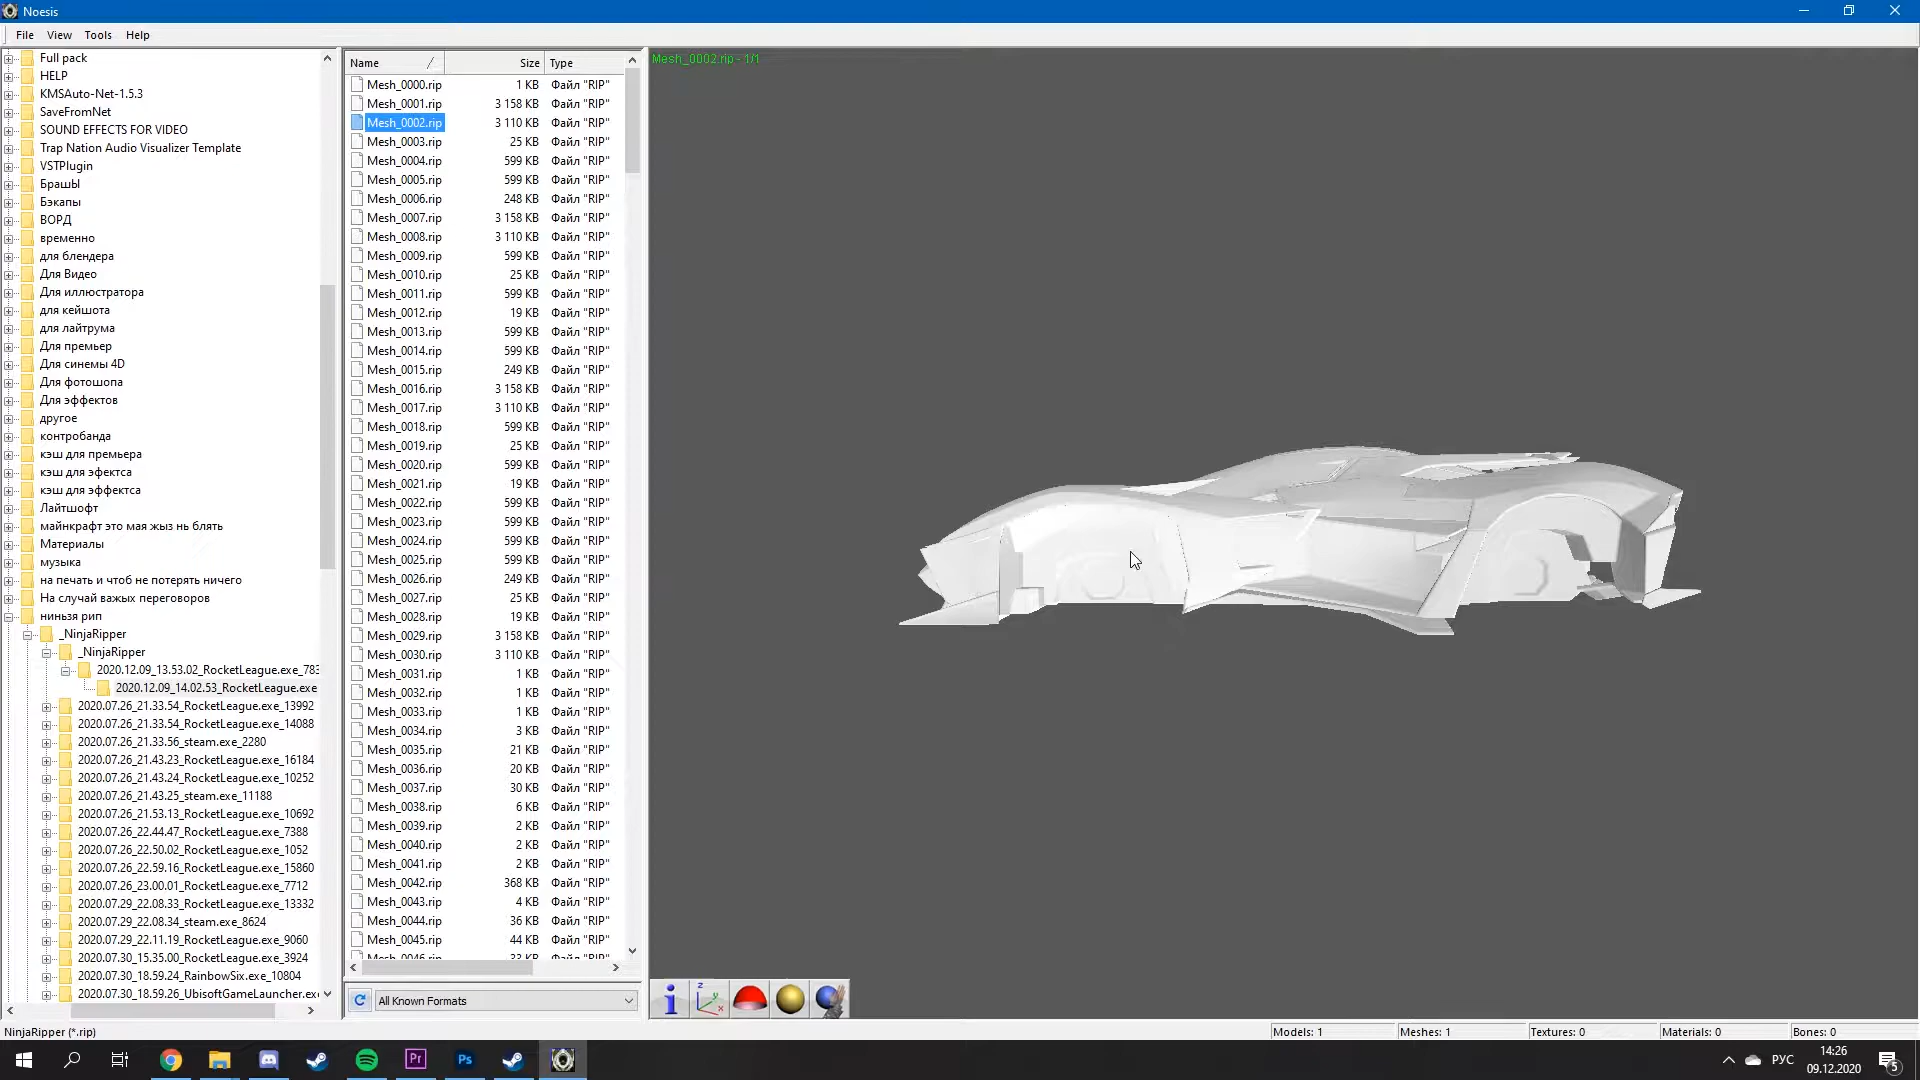 Noesis
File View Tools Help
Full pack
HELP
KMSAuto-Net-1.5.3
SaveFromNet
SOUND EFFECTS FOR VIDEO
Trap Nation Audio Visualizer Template
VSTPlugin
БрашЫ
Бэкапы
ВОРД
временно
для блендера
Для Видео
Для иллюстратора
для кейшота
для лайтрума
Для премьер
Для синемы 4D
Для фотошопа
Для эффектов
другое
контробанда
кэш для премьера
кэш для эфектса
кэш для эффектса
Лайтшофт
майнкрафт это мая жыз нь блять
Материалы
музыка
на печать и чтоб не потерять ничего
На случай важых переговоров
ниньзя рип
_NinjaRipper
_NinjaRipper
2020.12.09_13.53.02_RocketLeague.exe_783
2020.12.09_14.02.53_RocketLeague.exe
2020.07.26_21.33.54_RocketLeague.exe_13992
2020.07.26_21.33.54_RocketLeague.exe_14088
2020.07.26_21.33.56_steam.exe_2280
2020.07.26_21.43.23_RocketLeague.exe_16184
2020.07.26_21.43.24_RocketLeague.exe_10252
2020.07.26_21.43.25_steam.exe_11188
2020.07.26_21.53.13_RocketLeague.exe_10692
2020.07.26_22.44.47_RocketLeague.exe_7388
2020.07.26_22.50.02_RocketLeague.exe_1052
2020.07.26_22.59.16_RocketLeague.exe_15860
2020.07.26_23.00.01_RocketLeague.exe_7712
2020.07.29_22.08.33_RocketLeague.exe_13332
2020.07.29_22.08.34_steam.exe_8624
2020.07.29_22.11.19_RocketLeague.exe_9060
2020.07.30_15.35.00_RocketLeague.exe_3924
2020.07.30_18.59.24_RainbowSix.exe_10804
2020.07.30_18.59.26_UbisoftGameLauncher.exe
Name Size Type
Mesh_0000.rip 1 KB Файл "RIP"
Mesh_0001.rip 3 158 KB Файл "RIP"
Mesh_0002.rip 3 110 KB Файл "RIP"
Mesh_0003.rip 25 KB Файл "RIP"
Mesh_0004.rip 599 KB Файл "RIP"
Mesh_0005.rip 599 KB Файл "RIP"
Mesh_0006.rip 248 KB Файл "RIP"
Mesh_0007.rip 3 158 KB Файл "RIP"
Mesh_0008.rip 3 110 KB Файл "RIP"
Mesh_0009.rip 599 KB Файл "RIP"
Mesh_0010.rip 25 KB Файл "RIP"
Mesh_0011.rip 599 KB Файл "RIP"
Mesh_0012.rip 19 KB Файл "RIP"
Mesh_0013.rip 599 KB Файл "RIP"
Mesh_0014.rip 599 KB Файл "RIP"
Mesh_0015.rip 249 KB Файл "RIP"
Mesh_0016.rip 3 158 KB Файл "RIP"
Mesh_0017.rip 3 110 KB Файл "RIP"
Mesh_0018.rip 599 KB Файл "RIP"
Mesh_0019.rip 25 KB Файл "RIP"
Mesh_0020.rip 599 KB Файл "RIP"
Mesh_0021.rip 19 KB Файл "RIP"
Mesh_0022.rip 599 KB Файл "RIP"
Mesh_0023.rip 599 KB Файл "RIP"
Mesh_0024.rip 599 KB Файл "RIP"
Mesh_0025.rip 599 KB Файл "RIP"
Mesh_0026.rip 249 KB Файл "RIP"
Mesh_0027.rip 25 KB Файл "RIP"
Mesh_0028.rip 19 KB Файл "RIP"
Mesh_0029.rip 3 158 KB Файл "RIP"
Mesh_0030.rip 3 110 KB Файл "RIP"
Mesh_0031.rip 1 KB Файл "RIP"
Mesh_0032.rip 1 KB Файл "RIP"
Mesh_0033.rip 1 KB Файл "RIP"
Mesh_0034.rip 3 KB Файл "RIP"
Mesh_0035.rip 21 KB Файл "RIP"
Mesh_0036.rip 20 KB Файл "RIP"
Mesh_0037.rip 30 KB Файл "RIP"
Mesh_0038.rip 6 KB Файл "RIP"
Mesh_0039.rip 2 KB Файл "RIP"
Mesh_0040.rip 2 KB Файл "RIP"
Mesh_0041.rip 2 KB Файл "RIP"
Mesh_0042.rip 368 KB Файл "RIP"
Mesh_0043.rip 4 KB Файл "RIP"
Mesh_0044.rip 36 KB Файл "RIP"
Mesh_0045.rip 44 KB Файл "RIP"
All Known Formats
Mesh_0002.rip - 1/1
z y x
NinjaRipper (*.rip) Models: 1 Meshes: 1 Textures: 0 Materials: 0 Bones: 0
Pr Ps РУС
14:26
09.12.2020
5